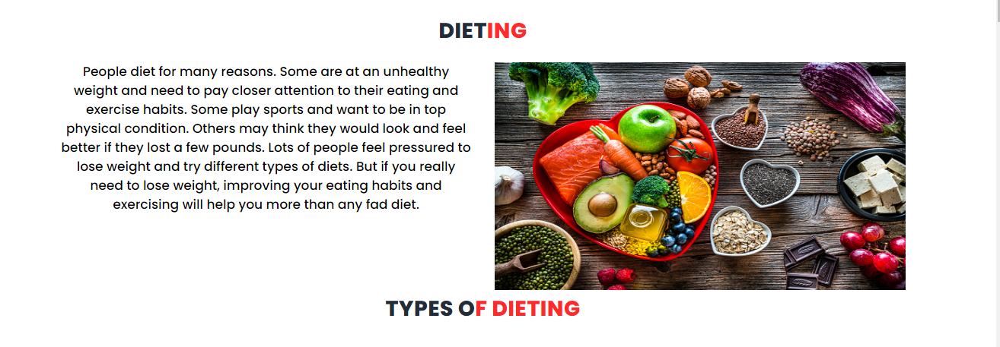 DIETING
People diet for many reasons. Some are at an unhealthy
weight and need to pay closer attention to their eating and
exercise habits. Some play sports and want to be in top
physical condition. Others may think they would look and feel
better if they lost a few pounds. Lots of people feel pressured to
lose weight and try different types of diets. But if you really
need to lose weight, improving your eating habits and
exercising will help you more than any fad diet.
TYPES OF DIETING